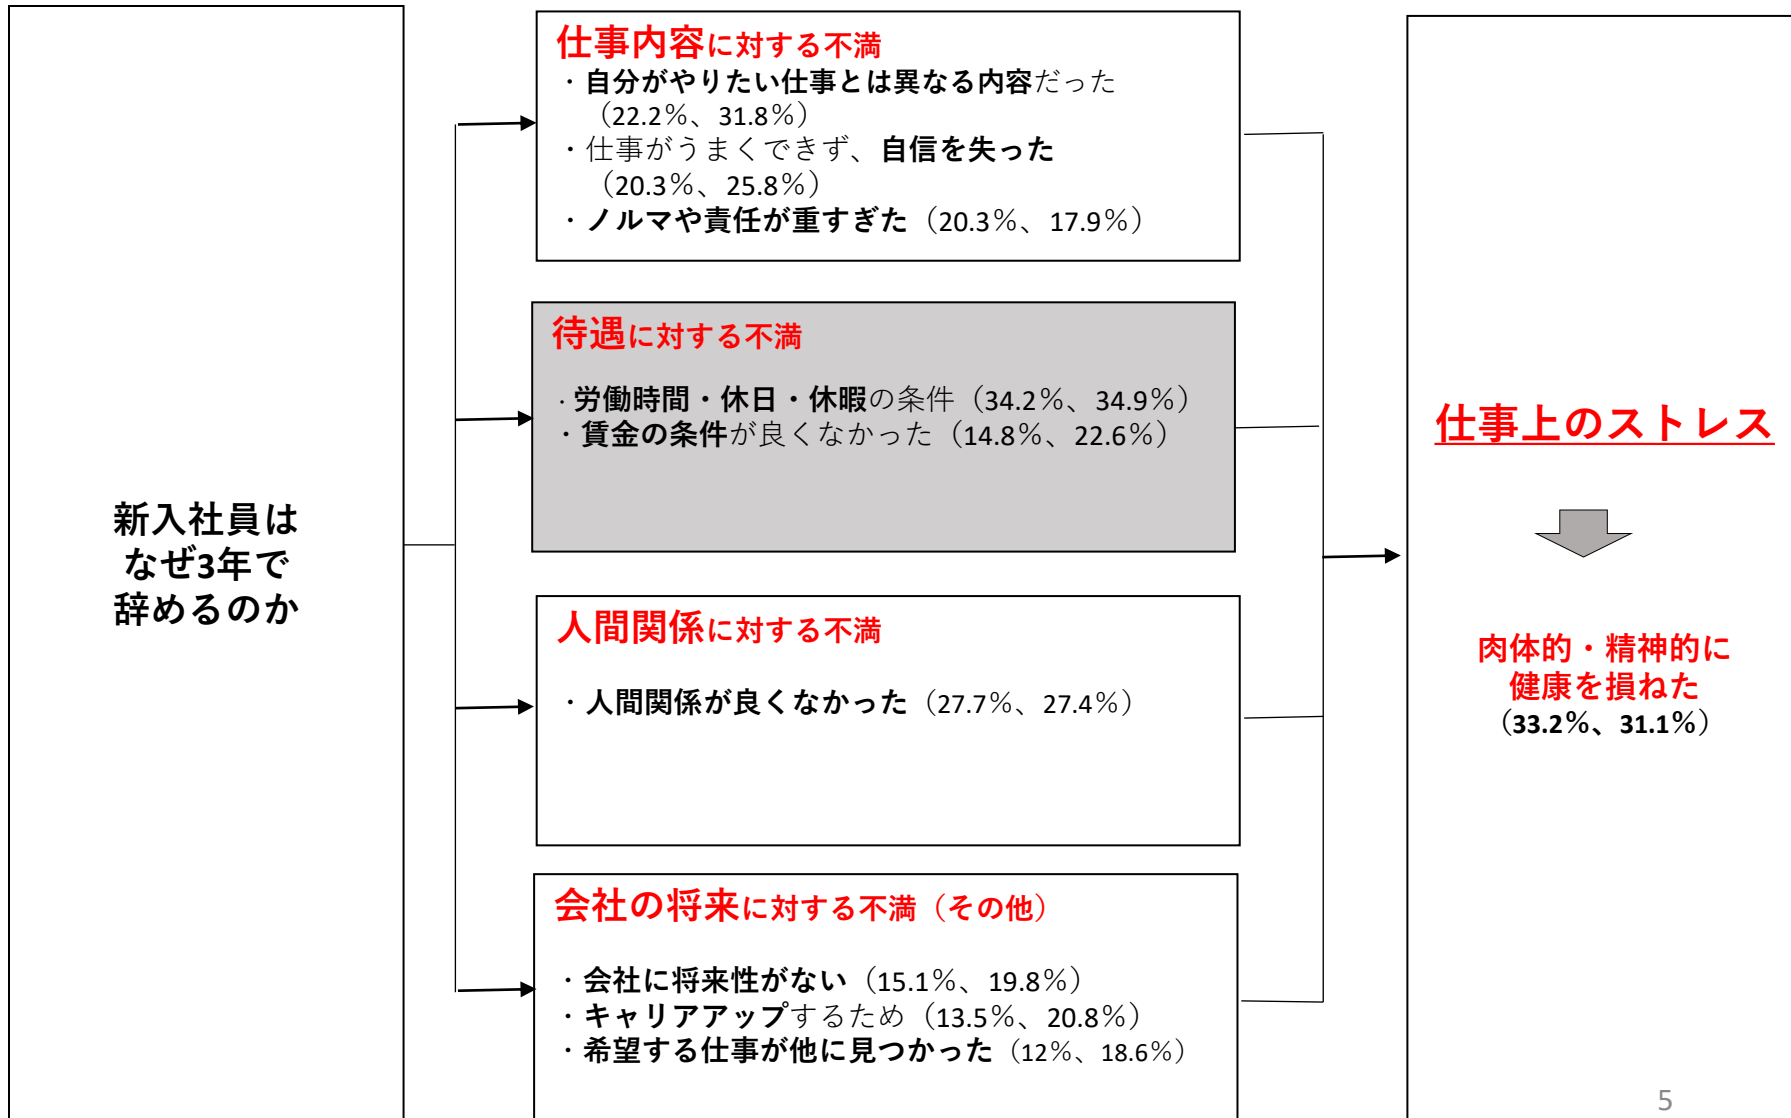 新入社員は
なぜ3年で
辞めるのか
仕事内容に対する不満
・自分がやりたい仕事とは異なる内容だった
（22.2％、31.8％）
・仕事がうまくできず、自信を失った
（20.3％、25.8％）
・ノルマや責任が重すぎた（20.3％、17.9％）
待遇に対する不満
・労働時間・休日・休暇の条件（34.2％、34.9％）
・賃金の条件が良くなかった（14.8％、22.6％）
人間関係に対する不満
・人間関係が良くなかった（27.7％、27.4％）
会社の将来に対する不満（その他）
・会社に将来性がない（15.1％、19.8％）
・キャリアアップするため（13.5％、20.8％）
・希望する仕事が他に見つかった（12％、18.6％）
仕事上のストレス
肉体的・精神的に
健康を損ねた
（33.2％、31.1％）
5